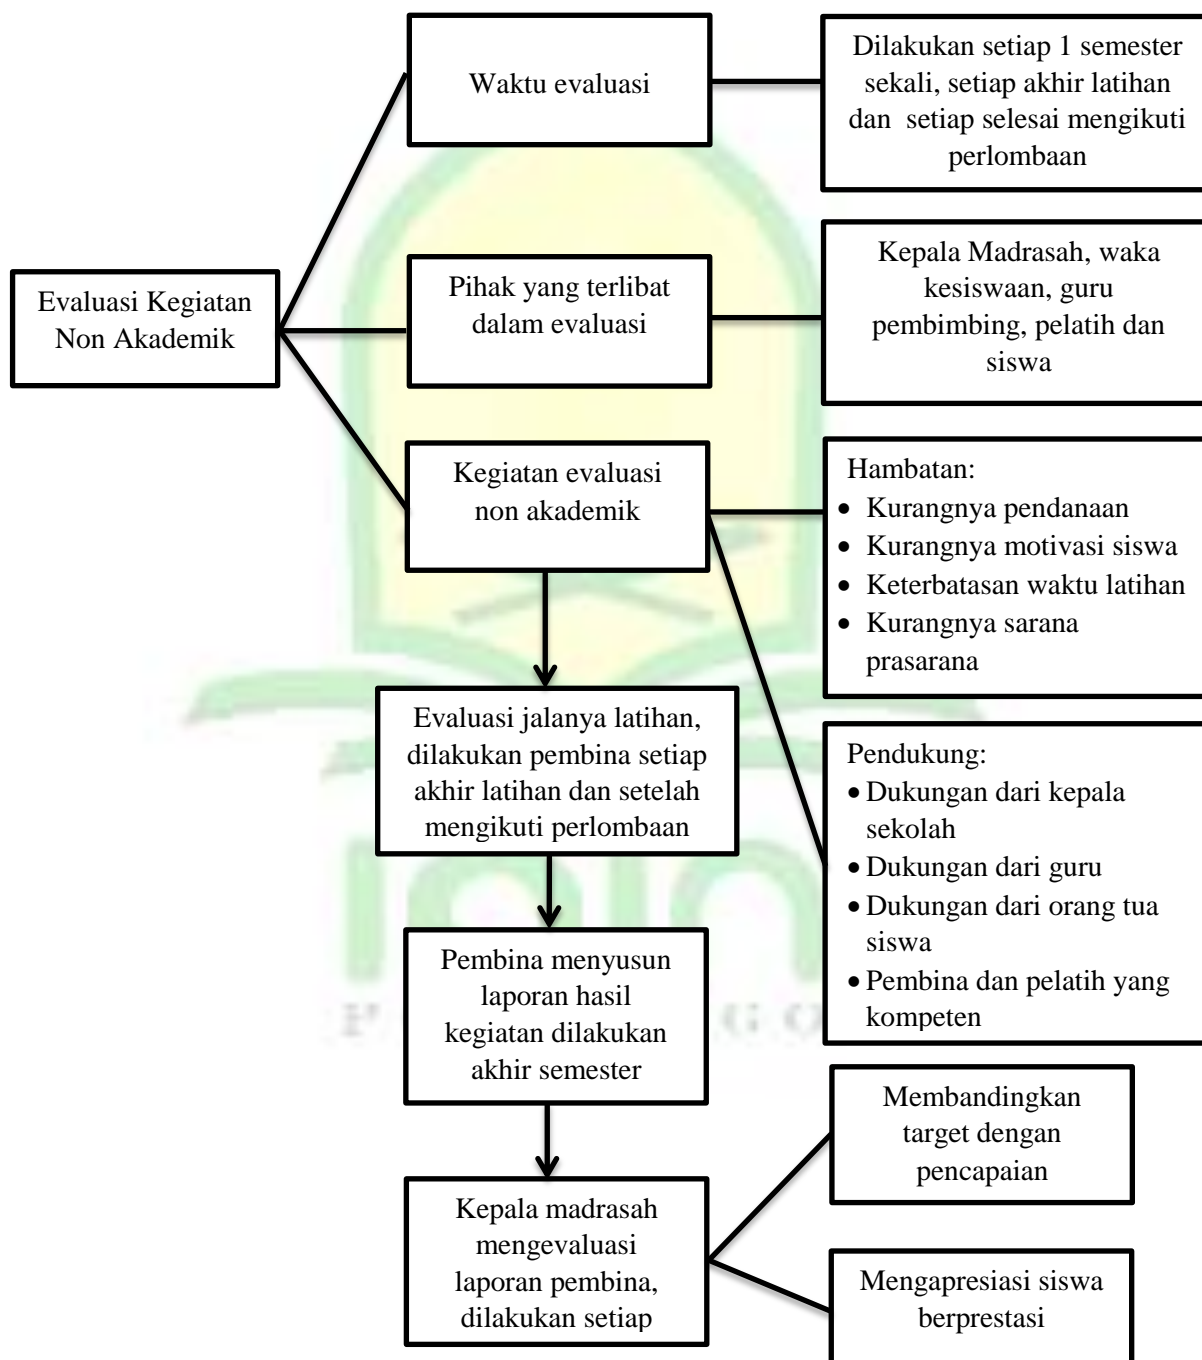 Waktu evaluasi
Dilakukan setiap 1 semester
sekali, setiap akhir latihan
dan setiap selesai mengikuti
perlombaan
Evaluasi Kegiatan
Non Akademik
Pihak yang terlibat
dalam evaluasi
Kepala Madrasah, waka
kesiswaan, guru
pembimbing, pelatih dan
siswa
Kegiatan evaluasi
non akademik
Hambatan:
• Kurangnya pendanaan
• Kurangnya motivasi siswa
• Keterbatasan waktu latihan
• Kurangnya sarana
prasarana
Evaluasi jalanya latihan,
dilakukan pembina setiap
akhir latihan dan setelah
mengikuti perlombaan
Pendukung:
• Dukungan dari kepala
sekolah
• Dukungan dari guru
• Dukungan dari orang tua
siswa
• Pembina dan pelatih yang
kompeten
Pembina menyusun
laporan hasil
kegiatan dilakukan
akhir semester
Kepala madrasah
mengevaluasi
laporan pembina,
dilakukan setiap
Membandingkan
target dengan
pencapaian
Mengapresiasi siswa
berprestasi